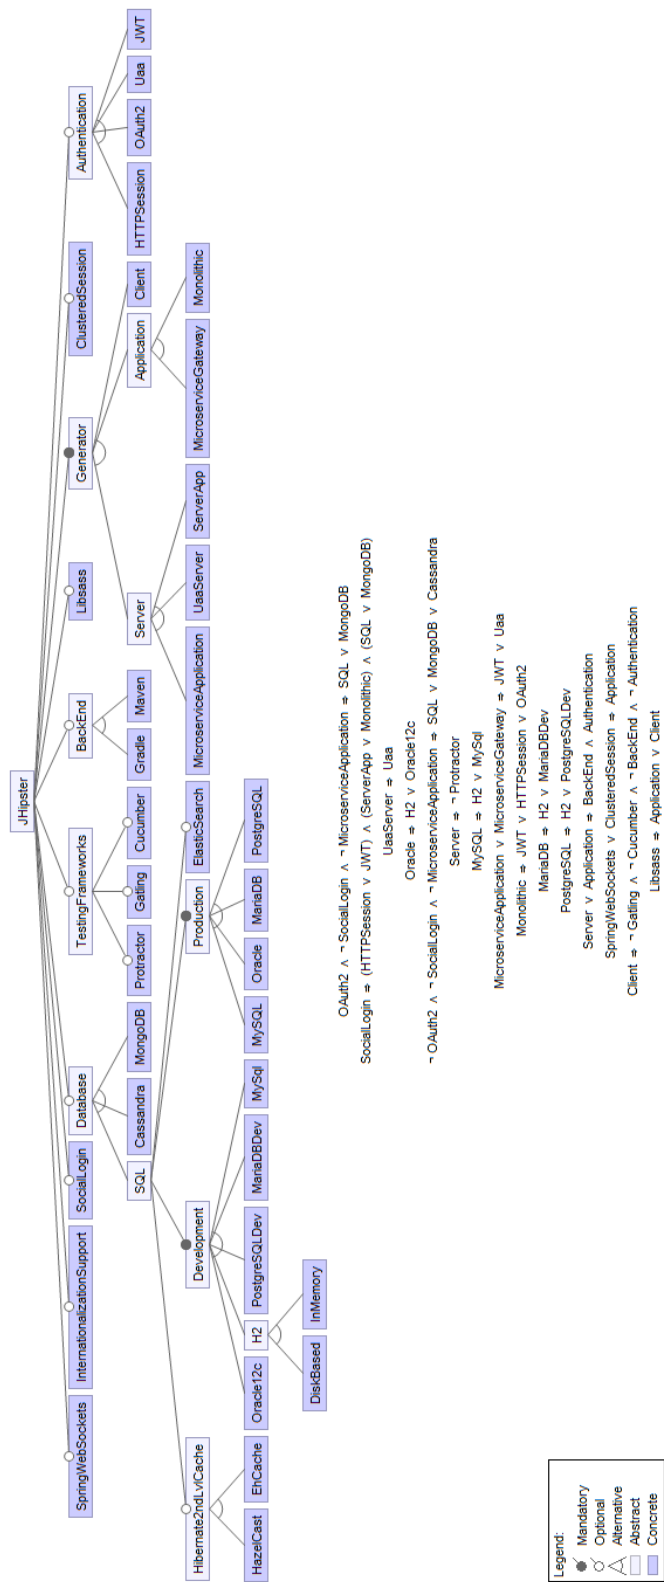 JHipster
SpringWebSockets InternationalizationSupport SocialLogin Database TestingFrameworks BackEnd Libsass Generator ClusteredSession Authentication
SQL Cassandra MongoDB Protractor Gatling Cucumber Gradle Maven Server Application Client HTTPSession OAuth2 Uaa JWT
Hibernate2ndLvlCache Development Production ElasticSearch MicroserviceApplication UaaServer ServerApp MicroserviceGateway Monolithic
HazelCast EhCache Oracle12c H2 PostgreSQLDev MariaDBDev MySql MySQL Oracle MariaDB PostgreSQL
DiskBased InMemory
OAuth2 ∧ ¬ SocialLogin ∧ ¬ MicroserviceApplication ⇒ SQL ∨ MongoDB
SocialLogin ⇒ (HTTPSession ∨ JWT) ∧ (ServerApp ∨ Monolithic) ∧ (SQL ∨ MongoDB)
UaaServer ⇒ Uaa
Oracle ⇒ H2 ∨ Oracle12c
¬ OAuth2 ∧ ¬ SocialLogin ∧ ¬ MicroserviceApplication ⇒ SQL ∨ MongoDB ∨ Cassandra
Server ⇒ ¬ Protractor
MySQL ⇒ H2 ∨ MySql
MicroserviceApplication ∨ MicroserviceGateway ⇒ JWT ∨ Uaa
Monolithic ⇒ JWT ∨ HTTPSession ∨ OAuth2
MariaDB ⇒ H2 ∨ MariaDBDev
PostgreSQL ⇒ H2 ∨ PostgreSQLDev
Server ∨ Application ⇒ BackEnd ∧ Authentication
SpringWebSockets ∨ ClusteredSession ⇒ Application
Client ⇒ ¬ Gatling ∧ ¬ Cucumber ∧ ¬ BackEnd ∧ ¬ Authentication
Libsass ⇒ Application ∨ Client
Legend:
Mandatory
Optional
Alternative
Abstract
Concrete